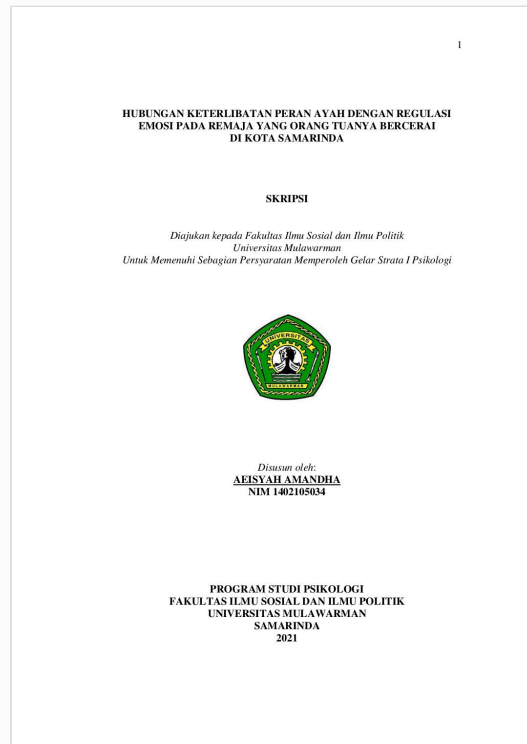 1
HUBUNGAN KETERLIBATAN PERAN AYAH DENGAN REGULASI
EMOSI PADA REMAJA YANG ORANG TUANYA BERCERAI
DI KOTA SAMARINDA
SKRIPSI
Diajukan kepada Fakultas Ilmu Sosial dan Ilmu Politik
Universitas Mulawarman
Untuk Memenuhi Sebagian Persyaratan Memperoleh Gelar Strata I Psikologi
UNIVERSITAS
MULAWARMAN
Disusun oleh:
AEISYAH AMANDHA
NIM 1402105034
PROGRAM STUDI PSIKOLOGI
FAKULTAS ILMU SOSIAL DAN ILMU POLITIK
UNIVERSITAS MULAWARMAN
SAMARINDA
2021